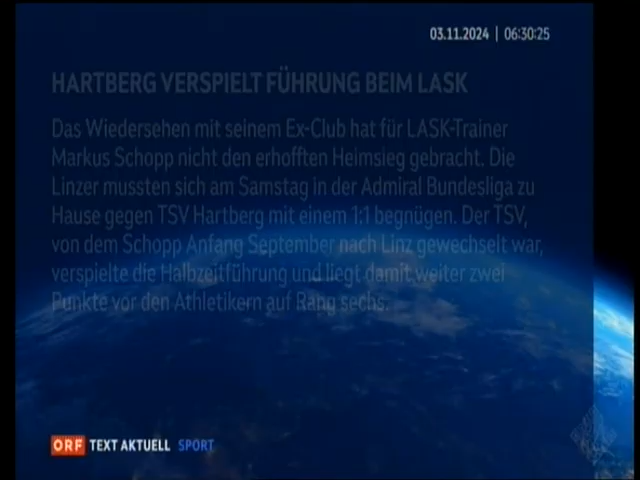 03.11.2024 | 06:30:25
HARTBERG VERSPIELT FÜHRUNG BEIM LASK
Das Wiedersehen mit seinem Ex-Club hat für LASK-Trainer
Markus Schopp nicht den erhofften Heimsieg gebracht. Die
Linzer mussten sich am Samstag in der Admiral Bundesliga zu
Hause gegen TSV Hartberg mit einem 1:1 begnügen. Der TSV,
von dem Schopp Anfang September nach Linz gewechselt war,
verspielte die Halbzeitführung und liegt damit weiter zwei
Punkte vor den Athletikern auf Rang sechs.
ORF TEXT AKTUELL SPORT